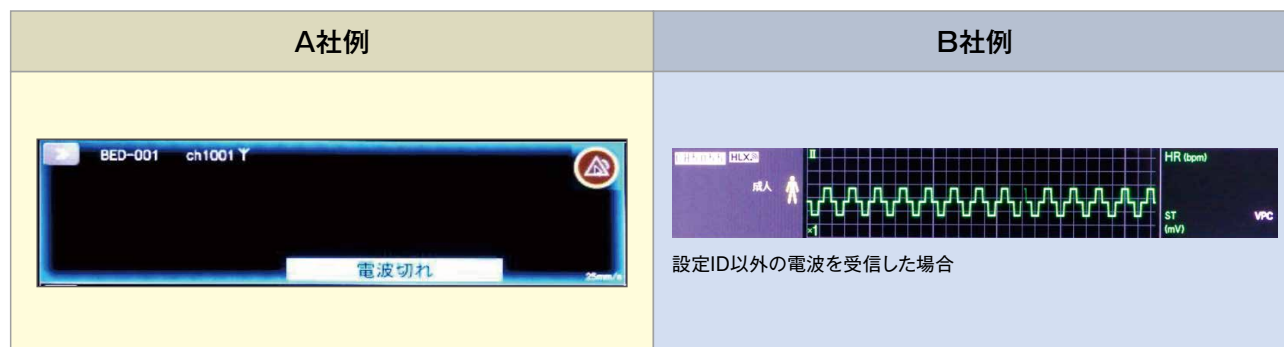 A社例
B社例
BED-001 ch1001
電波切れ
25mm/s
HLX
II
成人
×1
HR (bpm)
ST
(mV)
VPC
設定ID以外の電波を受信した場合